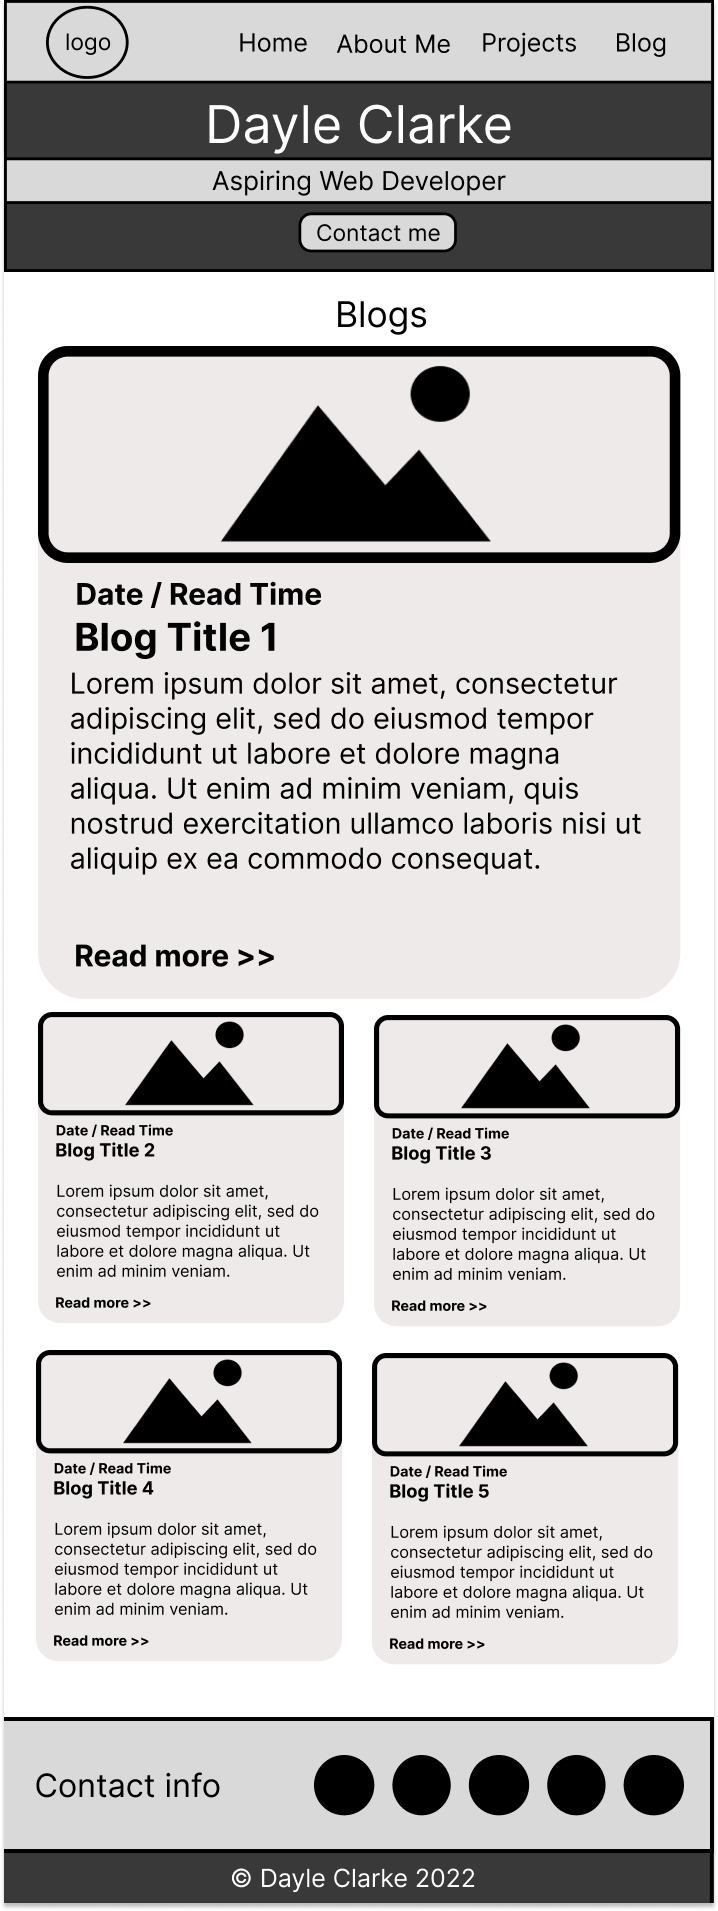 logo
Home About Me Projects Blog
Dayle Clarke
Aspiring Web Developer
Contact me
Blogs
Date / Read Time
Blog Title 1
Lorem ipsum dolor sit amet, consectetur
adipiscing elit, sed do eiusmod tempor
incididunt ut labore et dolore magna
aliqua. Ut enim ad minim veniam, quis
nostrud exercitation ullamco laboris nisi ut
aliquip ex ea commodo consequat.
Read more >>
Date / Read Time
Blog Title 2
Lorem ipsum dolor sit amet,
consectetur adipiscing elit, sed do
eiusmod tempor incididunt ut
labore et dolore magna aliqua. Ut
enim ad minim veniam.
Read more >>
Date / Read Time
Blog Title 3
Lorem ipsum dolor sit amet,
consectetur adipiscing elit, sed do
eiusmod tempor incididunt ut
labore et dolore magna aliqua. Ut
enim ad minim veniam.
Read more >>
Date / Read Time
Blog Title 4
Lorem ipsum dolor sit amet,
consectetur adipiscing elit, sed do
eiusmod tempor incididunt ut
labore et dolore magna aliqua. Ut
enim ad minim veniam.
Read more >>
Date / Read Time
Blog Title 5
Lorem ipsum dolor sit amet,
consectetur adipiscing elit, sed do
eiusmod tempor incididunt ut
labore et dolore magna aliqua. Ut
enim ad minim veniam.
Read more >>
Contact info
© Dayle Clarke 2022